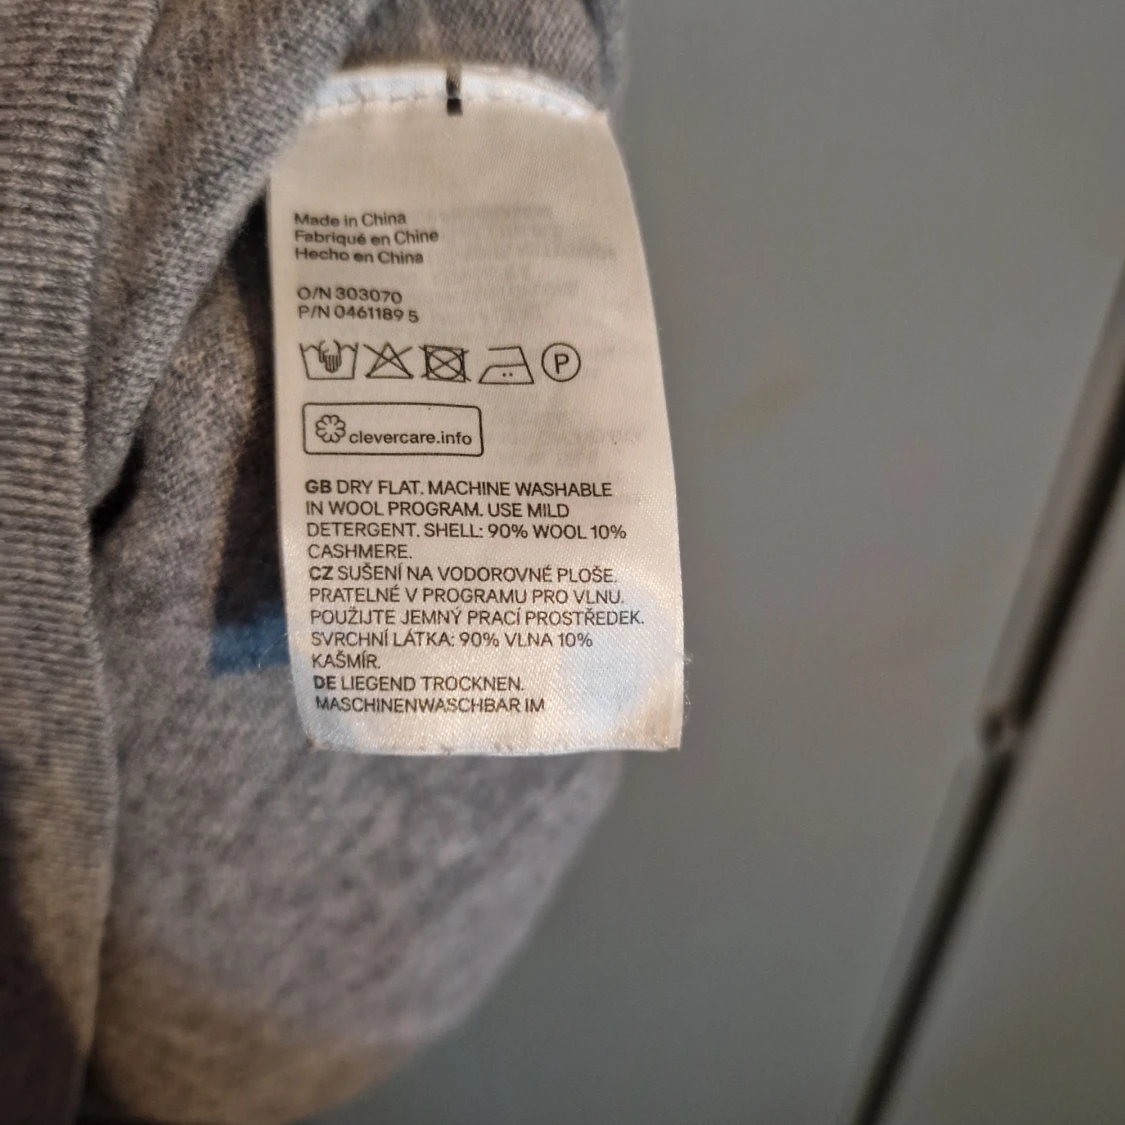 Made in China
Fabriqué en Chine
Hecho en China
O/N 303070
P/N 0461189 5
P
clevercare.info
GB DRY FLAT. MACHINE WASHABLE
IN WOOL PROGRAM. USE MILD
DETERGENT. SHELL: 90% WOOL 10%
CASHMERE.
CZ SUŠENÍ NA VODOROVNÉ PLOŠE.
PRATELNÉ V PROGRAMU PRO VLNU.
POUŽIJTE JEMNÝ PRACÍ PROSTŘEDEK.
SVRCHNÍ LÁTKA: 90% VLNA 10%
KAŠMÍR.
DE LIEGEND TROCKNEN.
MASCHINENWASCHBAR IM